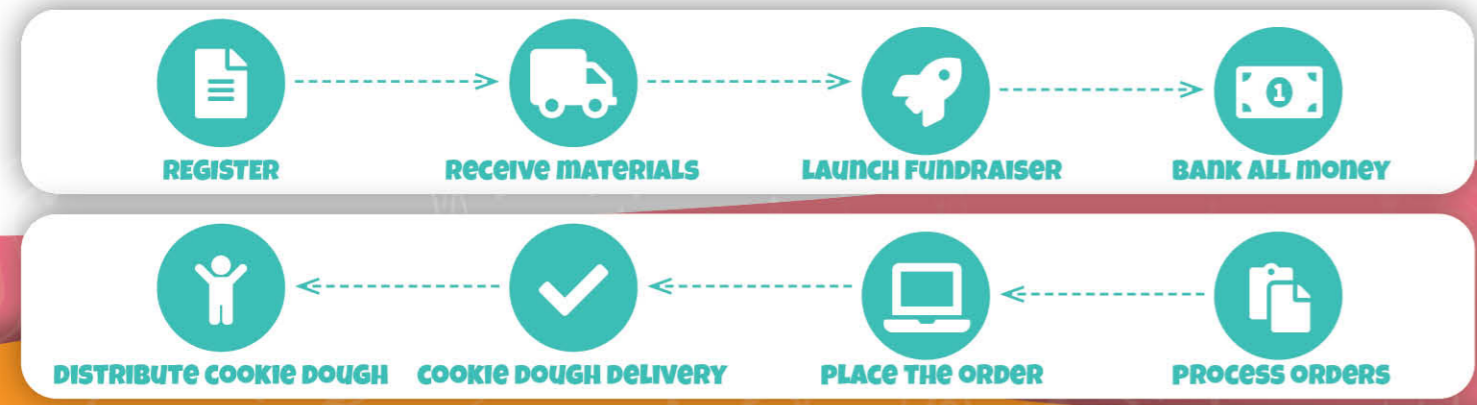 REGISTER
RECEIVE MATERIALS
LAUNCH FUNDRAISER
1
BANK ALL MONEY
DISTRIBUTE COOKIE DOUGH
COOKIE DOUGH DELIVERY
PLACE THE ORDER
PROCESS ORDERS